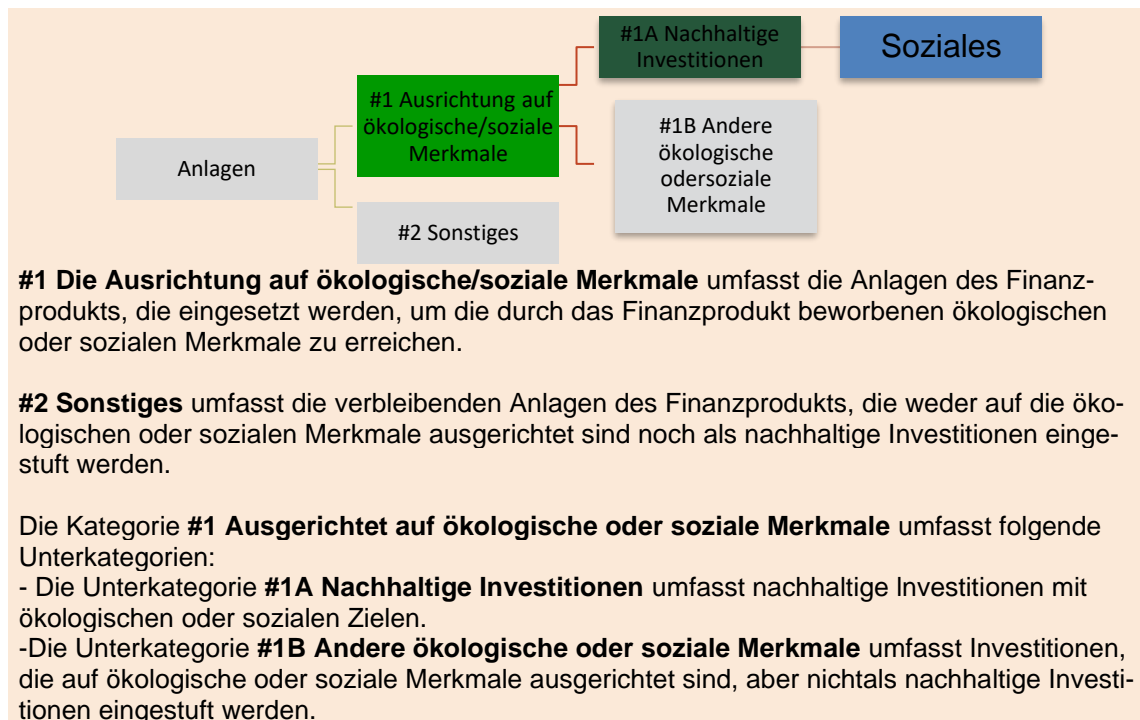 #1A Nachhaltige
Investitionen
Soziales
#1 Ausrichtung auf
ökologische/soziale
Merkmale
#1B Andere
ökologische
odersoziale
Merkmale
Anlagen
#2 Sonstiges
#1 Die Ausrichtung auf ökologische/soziale Merkmale umfasst die Anlagen des Finanz-
produkts, die eingesetzt werden, um die durch das Finanzprodukt beworbenen ökologischen
oder sozialen Merkmale zu erreichen.
#2 Sonstiges umfasst die verbleibenden Anlagen des Finanzprodukts, die weder auf die öko-
logischen oder sozialen Merkmale ausgerichtet sind noch als nachhaltige Investitionen einge-
stuft werden.
Die Kategorie #1 Ausgerichtet auf ökologische oder soziale Merkmale umfasst folgende
Unterkategorien:
- Die Unterkategorie #1A Nachhaltige Investitionen umfasst nachhaltige Investitionen mit
ökologischen oder sozialen Zielen.
-Die Unterkategorie #1B Andere ökologische oder soziale Merkmale umfasst Investitionen,
die auf ökologische oder soziale Merkmale ausgerichtet sind, aber nichtals nachhaltige Investi-
tionen eingestuft werden.